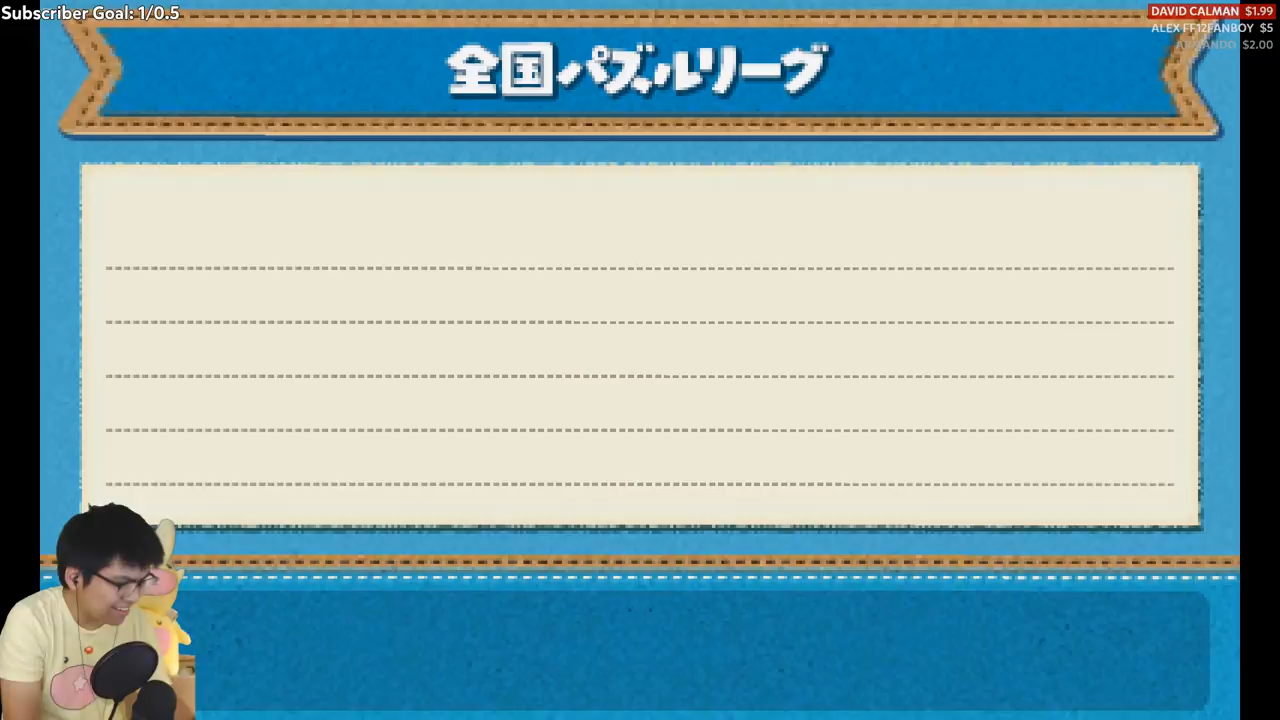 Subscriber Goal: 1/0.5
DAVID CALMAN $1.99
ALEX FF12FANBOY $5
ARMANDO $2.00
全国パズルリーグ